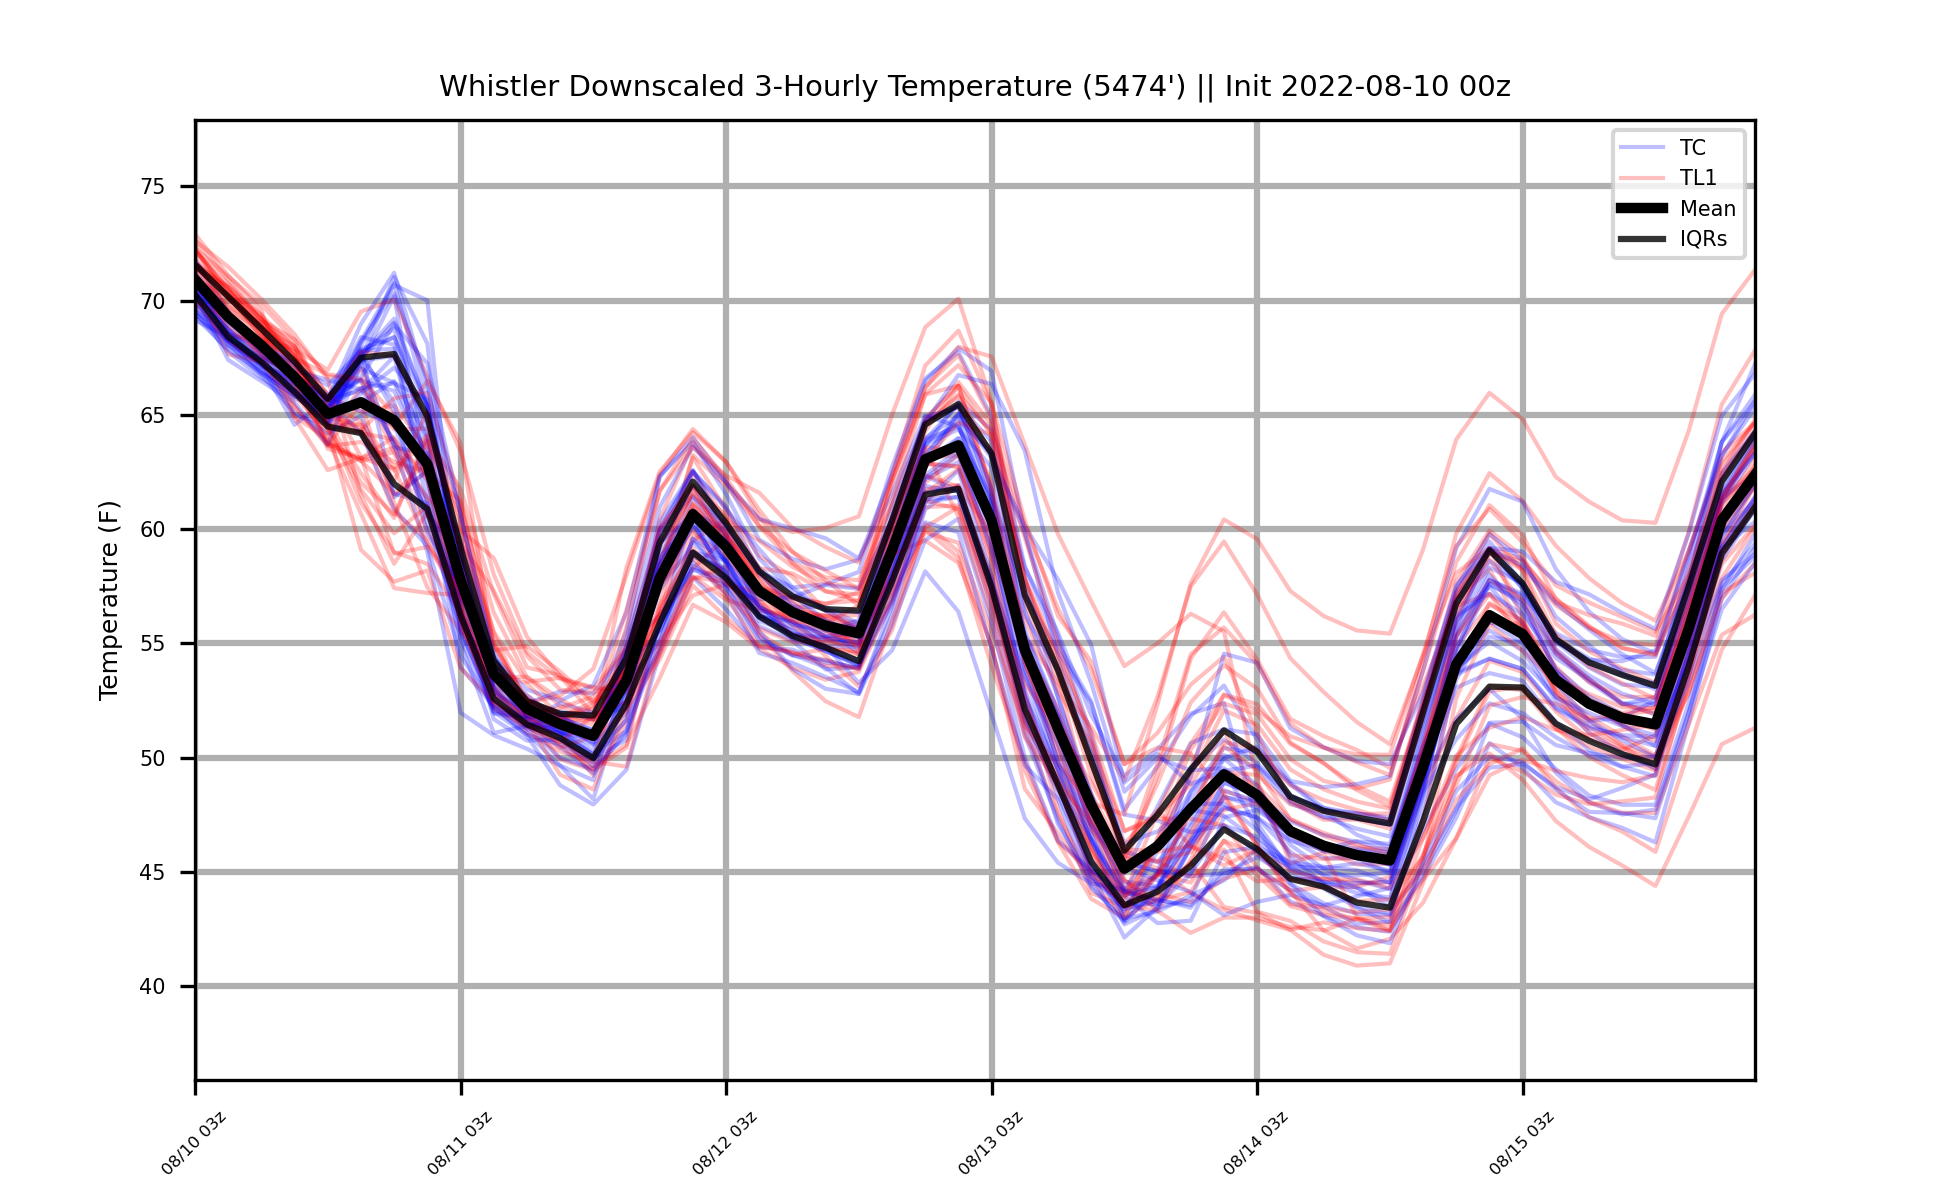 Whistler Downscaled 3-Hourly Temperature (5474') || Init 2022-08-10 00z
TC
TL1
Mean
IQRs
Temperature (F)
75
70
65
60
55
50
45
40
08/10 03z
08/11 03z
08/12 03z
08/13 03z
08/14 03z
08/15 03z